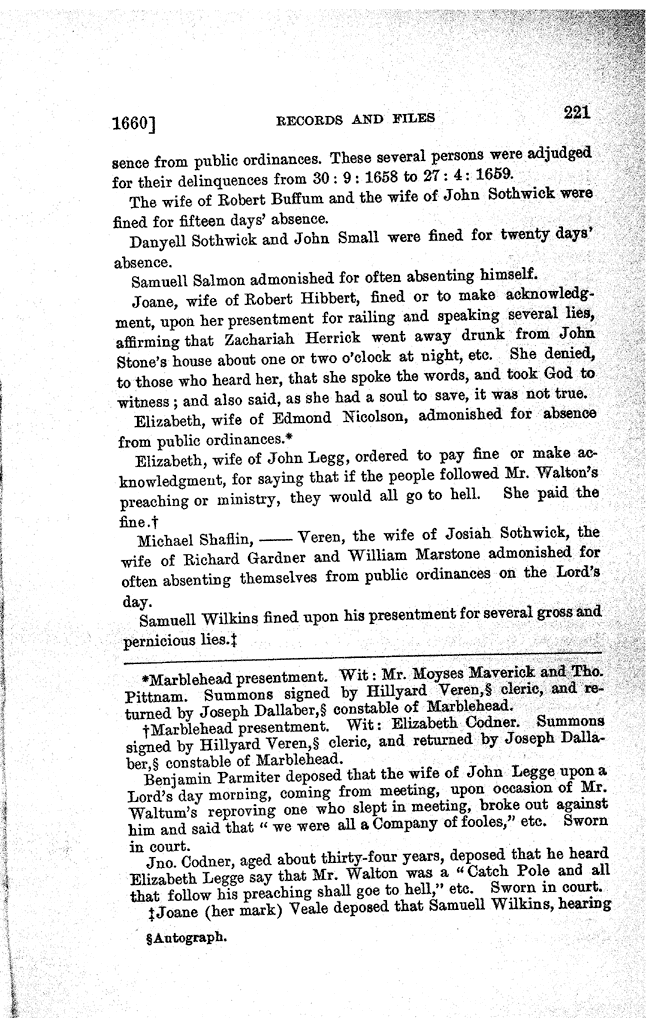 1660]
RECORDS AND FILES
221
sence from public ordinances. These several persons were adjudged
for their delinquences from 30 : 9 : 1658 to 27 : 4 : 1659.
The wife of Robert Buffum and the wife of John Sothwick were
fined for fifteen days' absence.
Danyell Sothwick and John Small were fined for twenty days'
absence.
Samuell Salmon admonished for often absenting himself.
Joane, wife of Robert Hibbert, fined or to make acknowledg-
ment, upon her presentment for railing and speaking several lies,
affirming that Zachariah Herrick went away drunk from John
Stone's house about one or two o'clock at night, etc. She denied,
to those who heard her, that she spoke the words, and took God to
witness ; and also said, as she had a soul to save, it was not true.
Elizabeth, wife of Edmond Nicolson, admonished for absence
from public ordinances.*
Elizabeth, wife of John Legg, ordered to pay fine or make ac-
knowledgment, for saying that if the people followed Mr. Walton's
preaching or ministry, they would all go to hell. She paid the
fine.†
Michael Shaflin, —— Veren, the wife of Josiah Sothwick, the
wife of Richard Gardner and William Marstone admonished for
often absenting themselves from public ordinances on the Lord's
day.
Samuell Wilkins fined upon his presentment for several gross and
pernicious lies.‡
*Marblehead presentment. Wit : Mr. Moyses Maverick and Tho.
Pittnam. Summons signed by Hillyard Veren,§ cleric, and re-
turned by Joseph Dallaber,§ constable of Marblehead.
†Marblehead presentment. Wit: Elizabeth Codner. Summons
signed by Hillyard Veren,§ cleric, and returned by Joseph Dalla-
ber,§ constable of Marblehead.
Benjamin Parmiter deposed that the wife of John Legge upon a
Lord's day morning, coming from meeting, upon occasion of Mr.
Waltum's reproving one who slept in meeting, broke out against
him and said that " we were all a Company of fooles," etc. Sworn
in court.
Jno. Codner, aged about thirty-four years, deposed that he heard
Elizabeth Legge say that Mr. Walton was a " Catch Pole and all
that follow his preaching shall goe to hell," etc. Sworn in court.
‡Joane (her mark) Veale deposed that Samuell Wilkins, hearing
§Autograph.